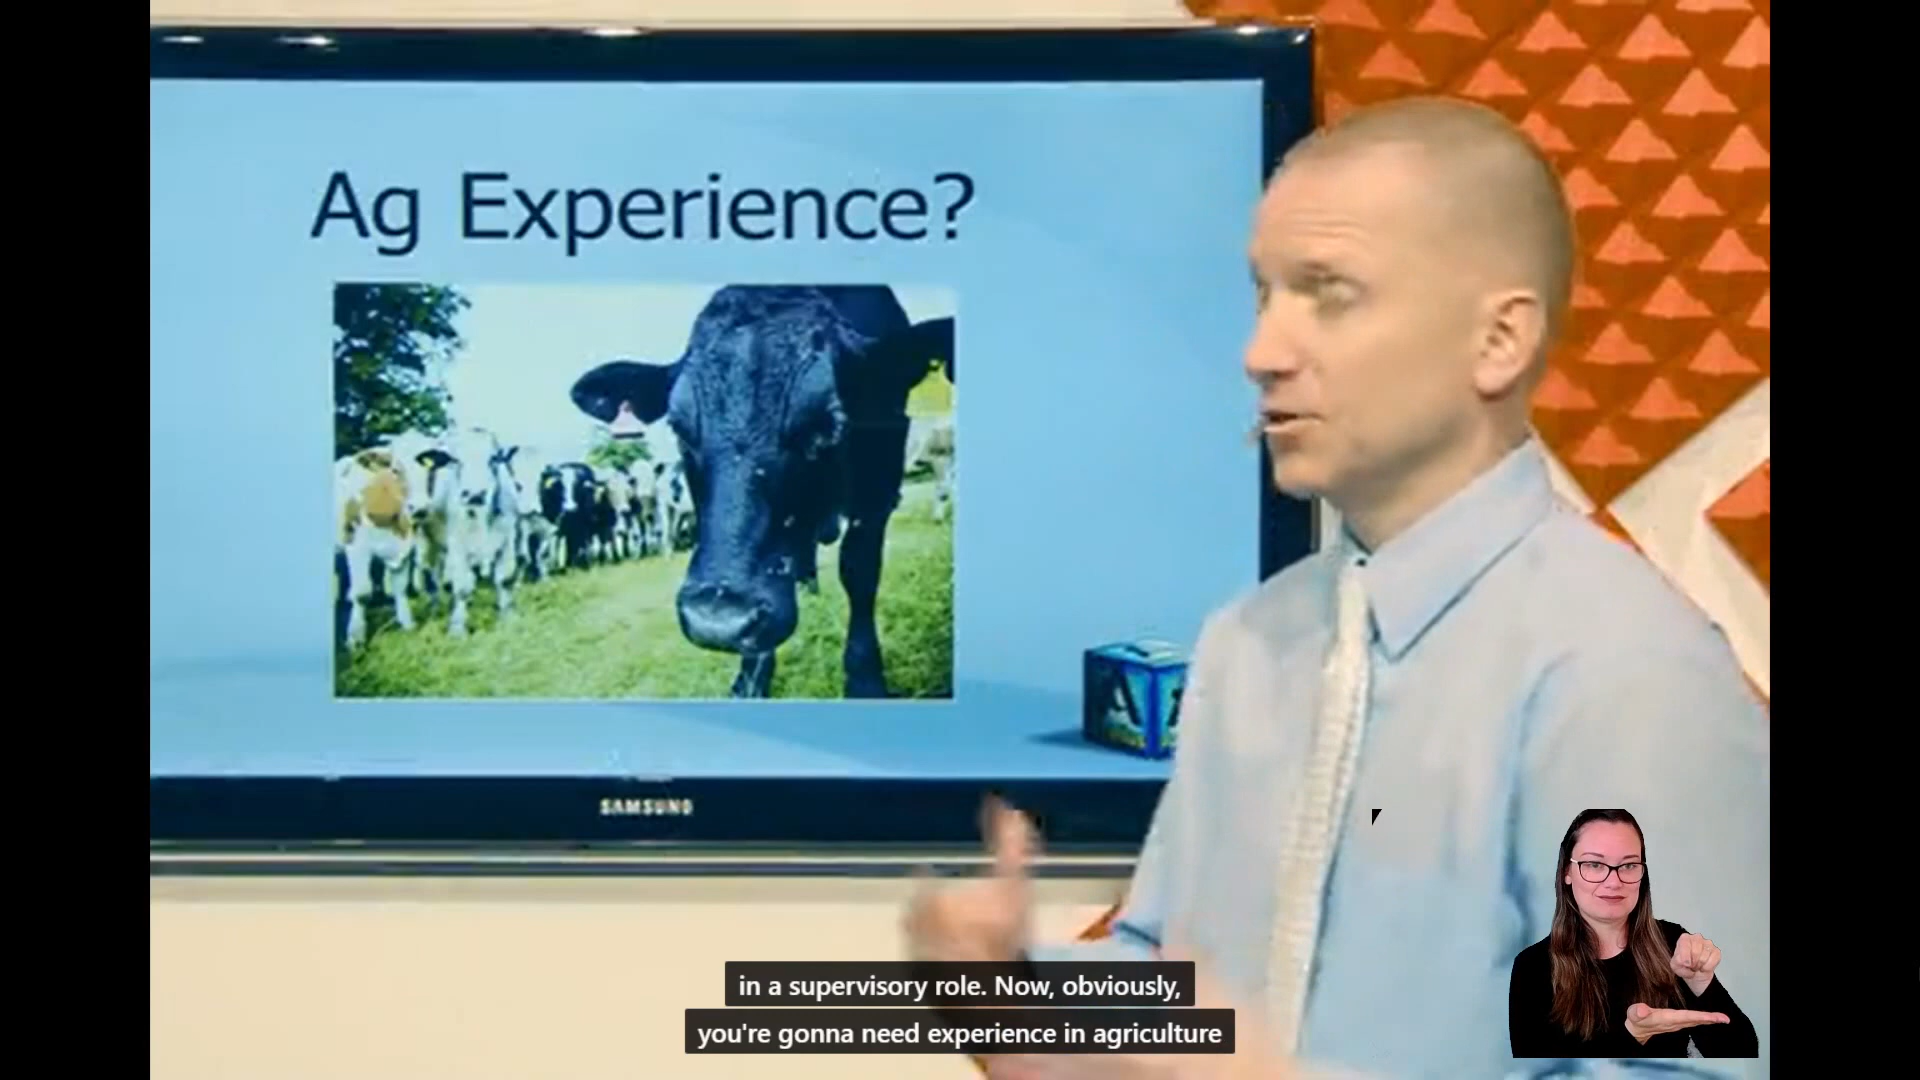 Ag Experience?
A
SAMSUNG
in a supervisory role. Now, obviously,
you're gonna need experience in agriculture